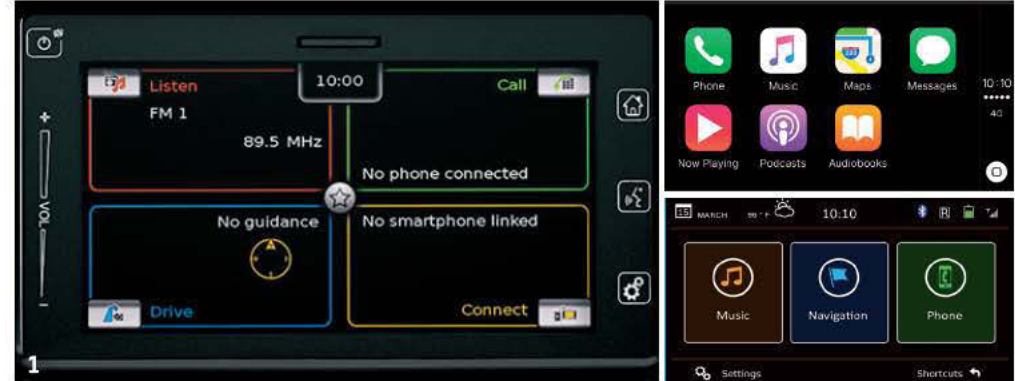 Listen
10:00
Call
FM 1
89.5 MHz
No phone connected
+
VOL
-
No guidance
No smartphone linked
Drive
Connect
1
Phone
Music
Maps
Messages
10:10
4G
Now Playing
Podcasts
Audiobooks
15 MARCH
10:10
R
Music
Navigation
Phone
Settings
Shortcuts